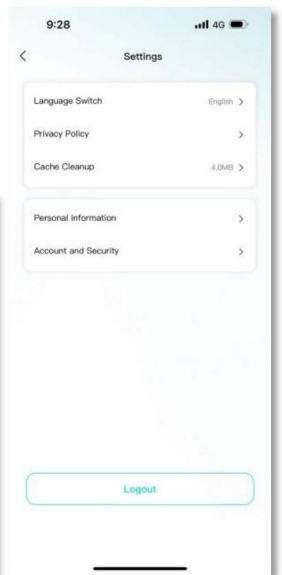 9:28 4G
Settings
Language Switch English
Privacy Policy
Cache Cleanup 4.0MB
Personal Information
Account and Security
Logout